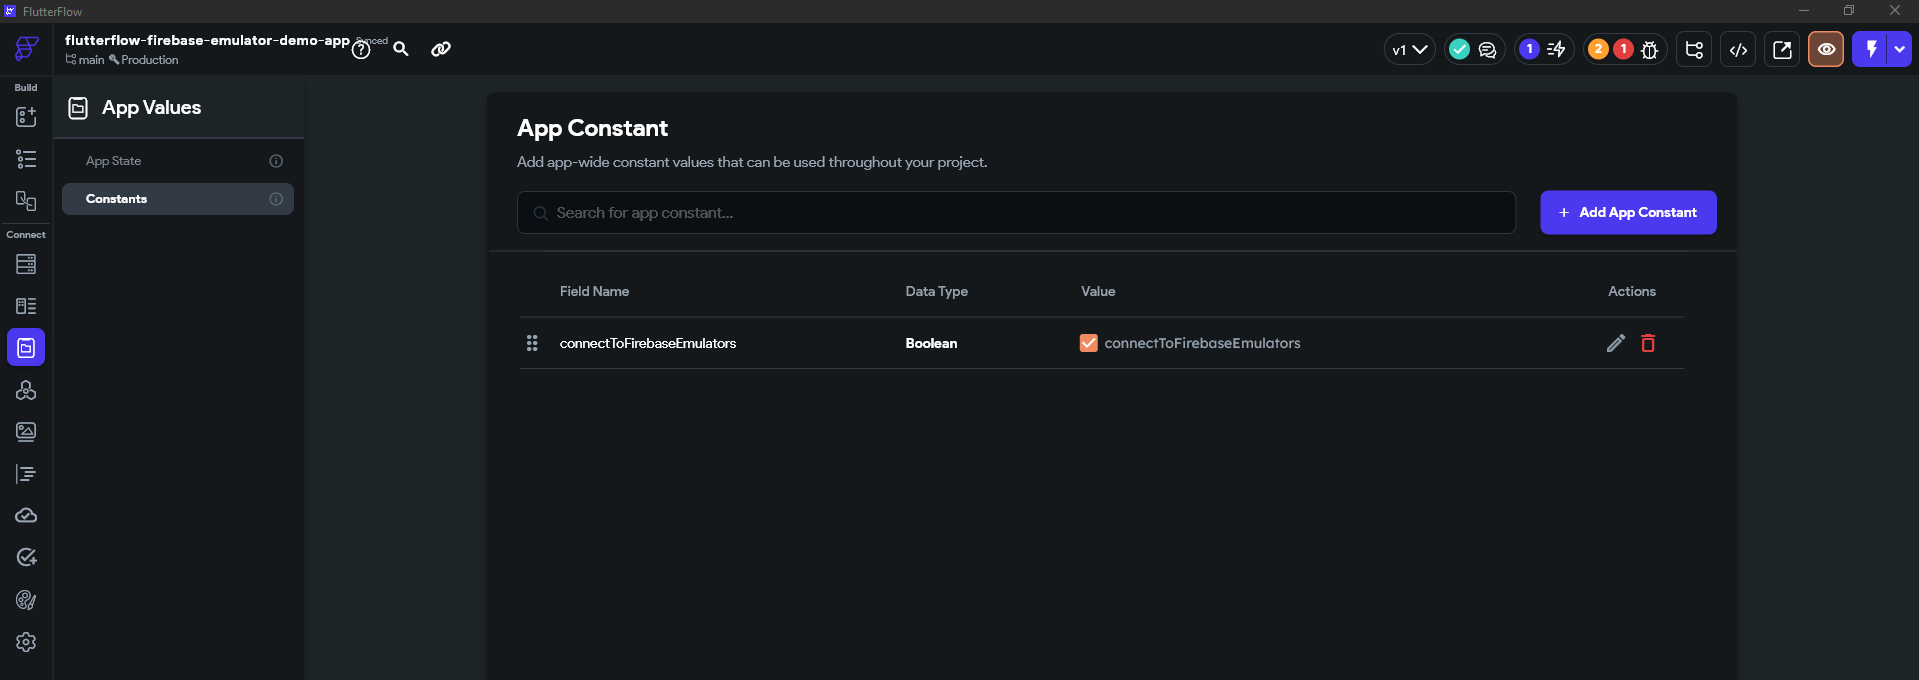 FlutterFlow
flutterflow-firebase-emulator-demo-app
Synced
main Production
v1
1
2 1
Build
Connect
App Values
App State
Constants
App Constant
Add app-wide constant values that can be used throughout your project.
Search for app constant...
+ Add App Constant
Field Name Data Type Value Actions
connectToFirebaseEmulators Boolean connectToFirebaseEmulators